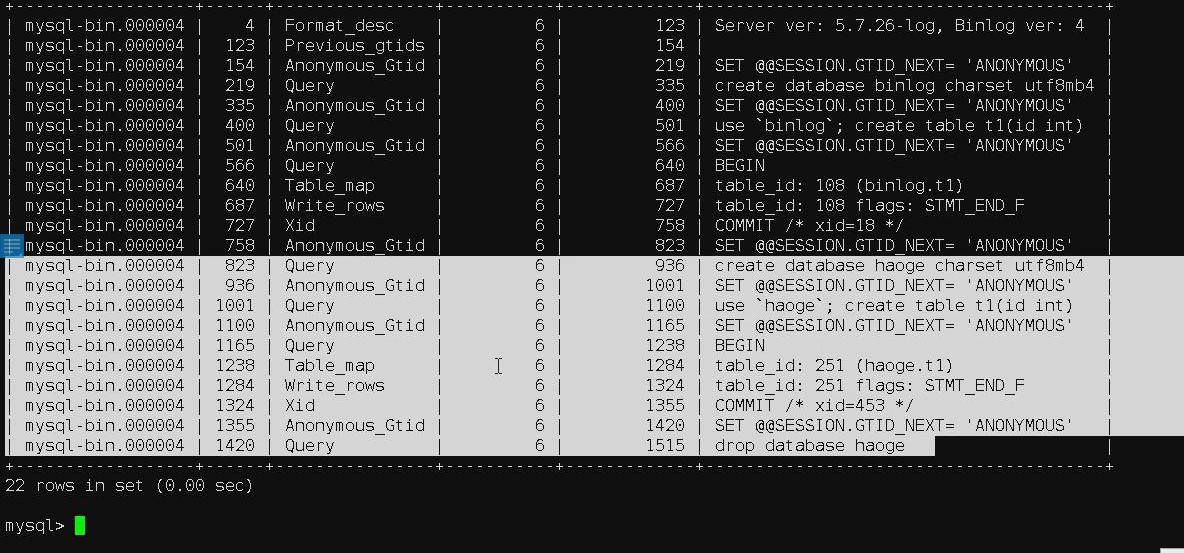 +------------------+------+----------------+-----------+-------------+---------------------------------------+
| mysql-bin.000004 |    4 | Format_desc    |         6 |         123 | Server ver: 5.7.26-log, Binlog ver: 4 |
| mysql-bin.000004 |  123 | Previous_gtids |         6 |         154 |                                       |
| mysql-bin.000004 |  154 | Anonymous_Gtid |         6 |         219 | SET @@SESSION.GTID_NEXT= 'ANONYMOUS'  |
| mysql-bin.000004 |  219 | Query          |         6 |         335 | create database binlog charset utf8mb4 |
| mysql-bin.000004 |  335 | Anonymous_Gtid |         6 |         400 | SET @@SESSION.GTID_NEXT= 'ANONYMOUS'  |
| mysql-bin.000004 |  400 | Query          |         6 |         501 | use `binlog`; create table t1(id int) |
| mysql-bin.000004 |  501 | Anonymous_Gtid |         6 |         566 | SET @@SESSION.GTID_NEXT= 'ANONYMOUS'  |
| mysql-bin.000004 |  566 | Query          |         6 |         640 | BEGIN                                 |
| mysql-bin.000004 |  640 | Table_map      |         6 |         687 | table_id: 108 (binlog.t1)             |
| mysql-bin.000004 |  687 | Write_rows     |         6 |         727 | table_id: 108 flags: STMT_END_F       |
| mysql-bin.000004 |  727 | Xid            |         6 |         758 | COMMIT /* xid=18 */                   |
| mysql-bin.000004 |  758 | Anonymous_Gtid |         6 |         823 | SET @@SESSION.GTID_NEXT= 'ANONYMOUS'  |
| mysql-bin.000004 |  823 | Query          |         6 |         936 | create database haoge charset utf8mb4 |
| mysql-bin.000004 |  936 | Anonymous_Gtid |         6 |        1001 | SET @@SESSION.GTID_NEXT= 'ANONYMOUS'  |
| mysql-bin.000004 | 1001 | Query          |         6 |        1100 | use `haoge`; create table t1(id int)  |
| mysql-bin.000004 | 1100 | Anonymous_Gtid |         6 |        1165 | SET @@SESSION.GTID_NEXT= 'ANONYMOUS'  |
| mysql-bin.000004 | 1165 | Query          |         6 |        1238 | BEGIN                                 |
| mysql-bin.000004 | 1238 | Table_map      |         6 |        1284 | table_id: 251 (haoge.t1)              |
| mysql-bin.000004 | 1284 | Write_rows     |         6 |        1324 | table_id: 251 flags: STMT_END_F       |
| mysql-bin.000004 | 1324 | Xid            |         6 |        1355 | COMMIT /* xid=453 */                  |
| mysql-bin.000004 | 1355 | Anonymous_Gtid |         6 |        1420 | SET @@SESSION.GTID_NEXT= 'ANONYMOUS'  |
| mysql-bin.000004 | 1420 | Query          |         6 |        1515 | drop database haoge                   |
+------------------+------+----------------+-----------+-------------+---------------------------------------+
22 rows in set (0.00 sec)
mysql>